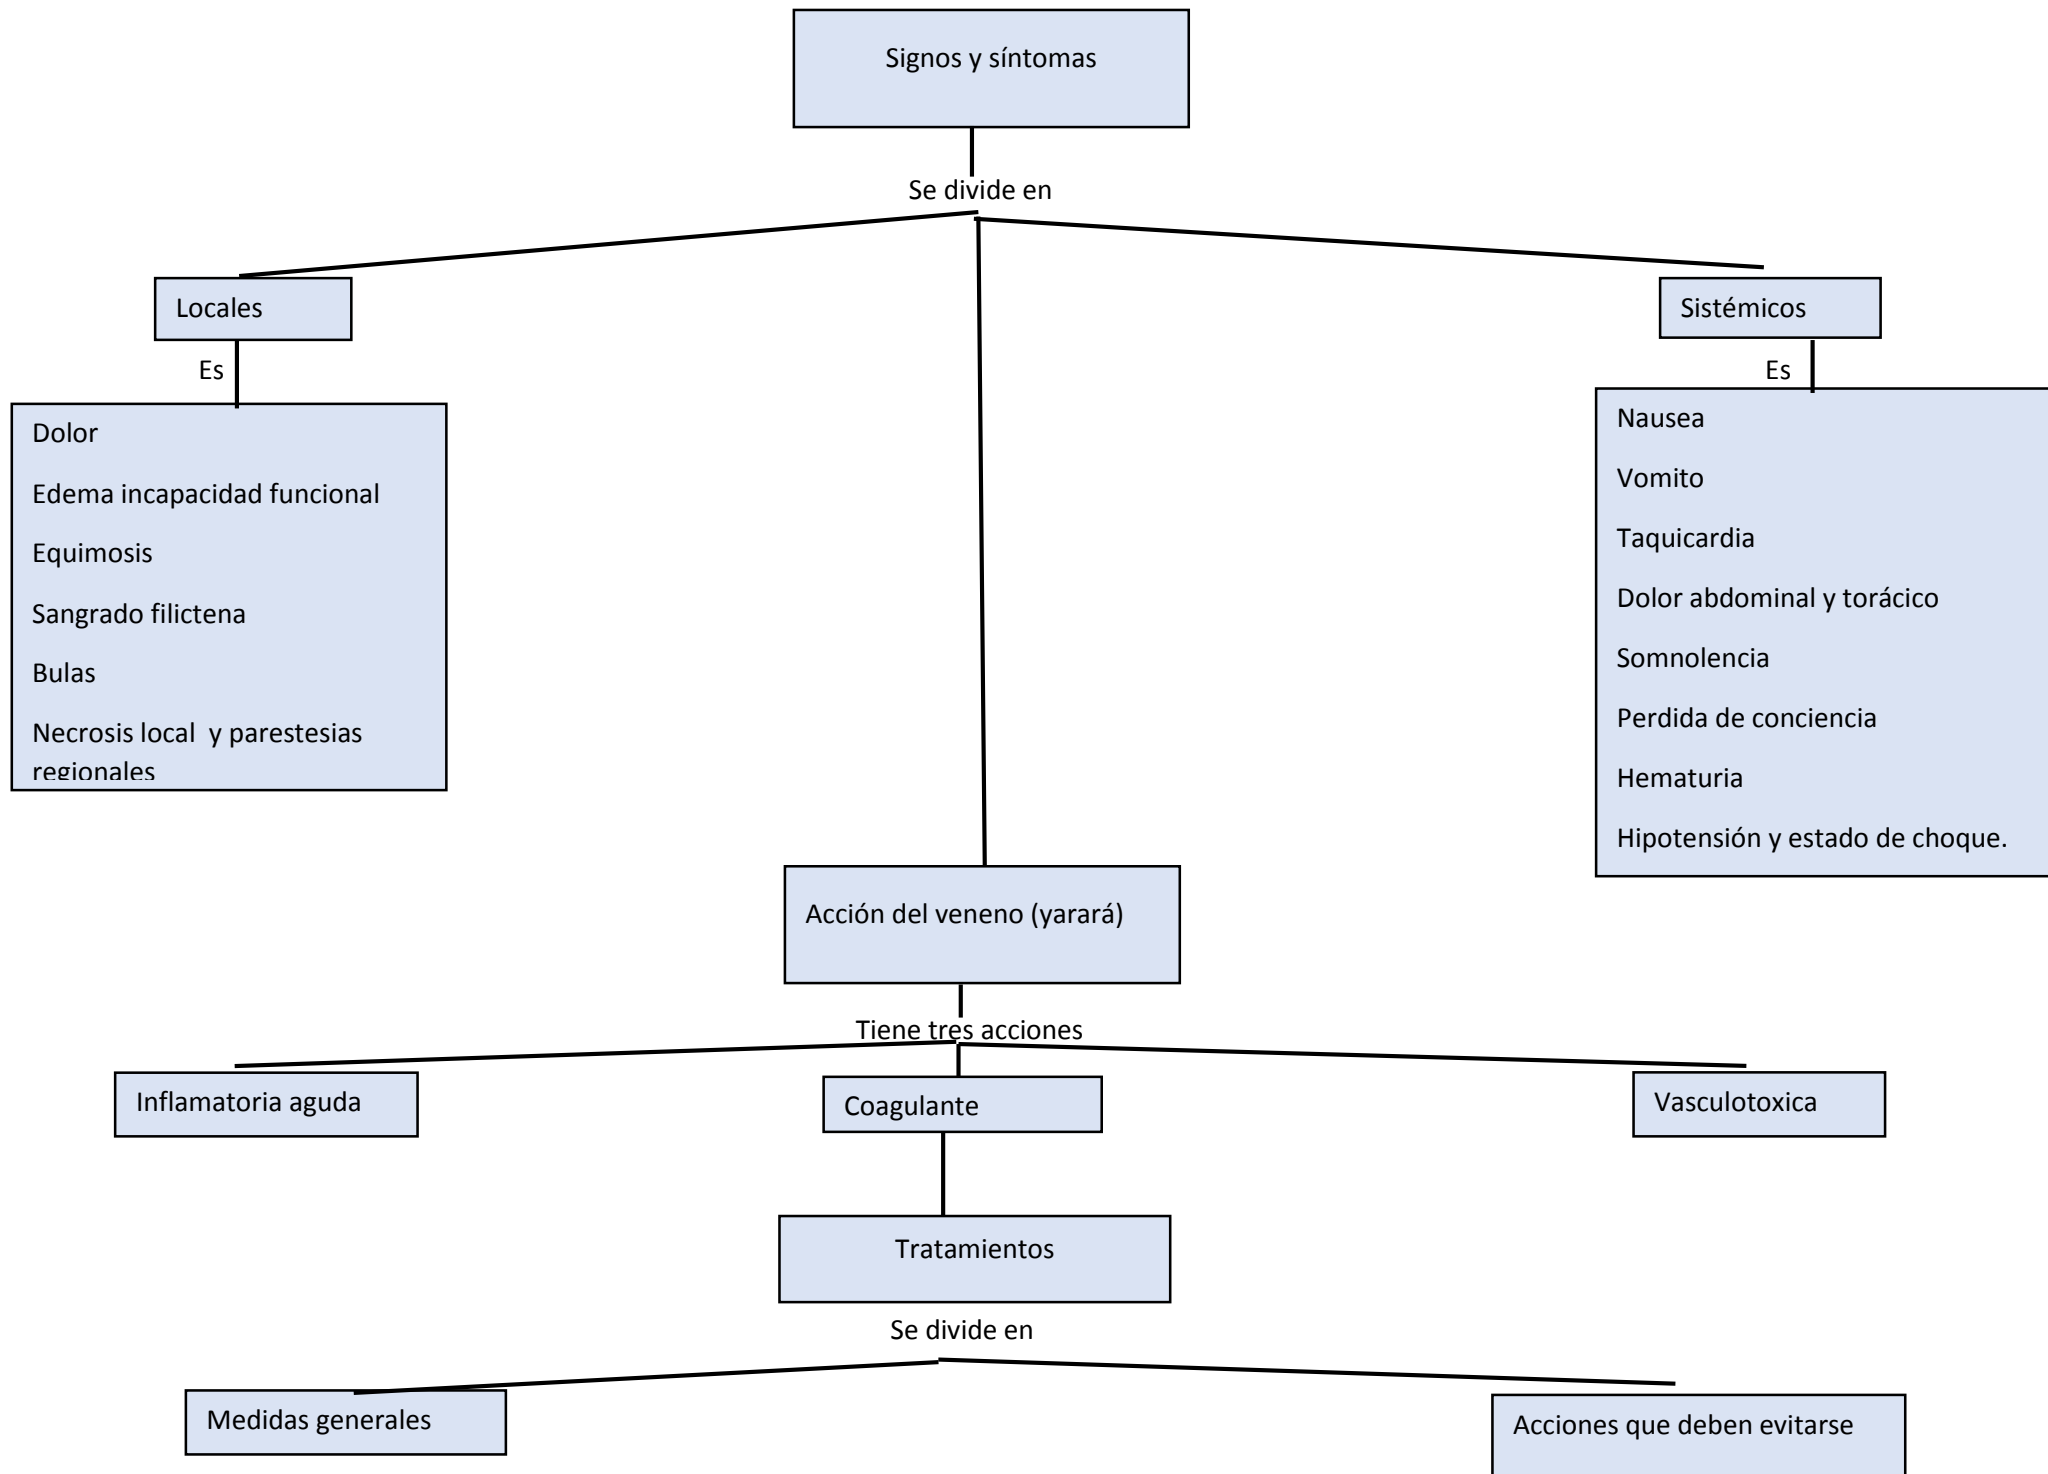 Signos y síntomas
Se divide en
Locales
Sistémicos
Es
Es
Dolor
Edema incapacidad funcional
Equimosis
Sangrado filictena
Bulas
Necrosis local y parestesias
regionales
Nausea
Vomito
Taquicardia
Dolor abdominal y torácico
Somnolencia
Perdida de conciencia
Hematuria
Hipotensión y estado de choque.
Acción del veneno (yarará)
Tiene tres acciones
Inflamatoria aguda
Coagulante
Vasculotoxica
Tratamientos
Se divide en
Medidas generales
Acciones que deben evitarse